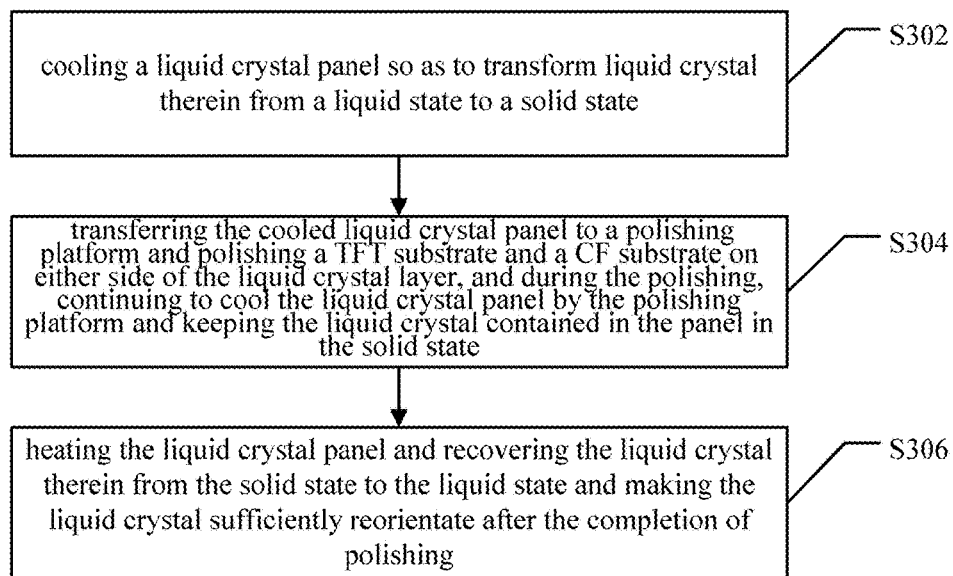 cooling a liquid crystal panel so as to transform liquid crystal
therein from a liquid state to a solid state
S302
transferring the cooled liquid crystal panel to a polishing
platform and polishing a TFT substrate and a CF substrate on
either side of the liquid crystal layer, and during the polishing,
continuing to cool the liquid crystal panel by the polishing
platform and keeping the liquid crystal contained in the panel in
the solid state
S304
heating the liquid crystal panel and recovering the liquid crystal
therein from the solid state to the liquid state and making the
liquid crystal sufficiently reorientate after the completion of
polishing
S306